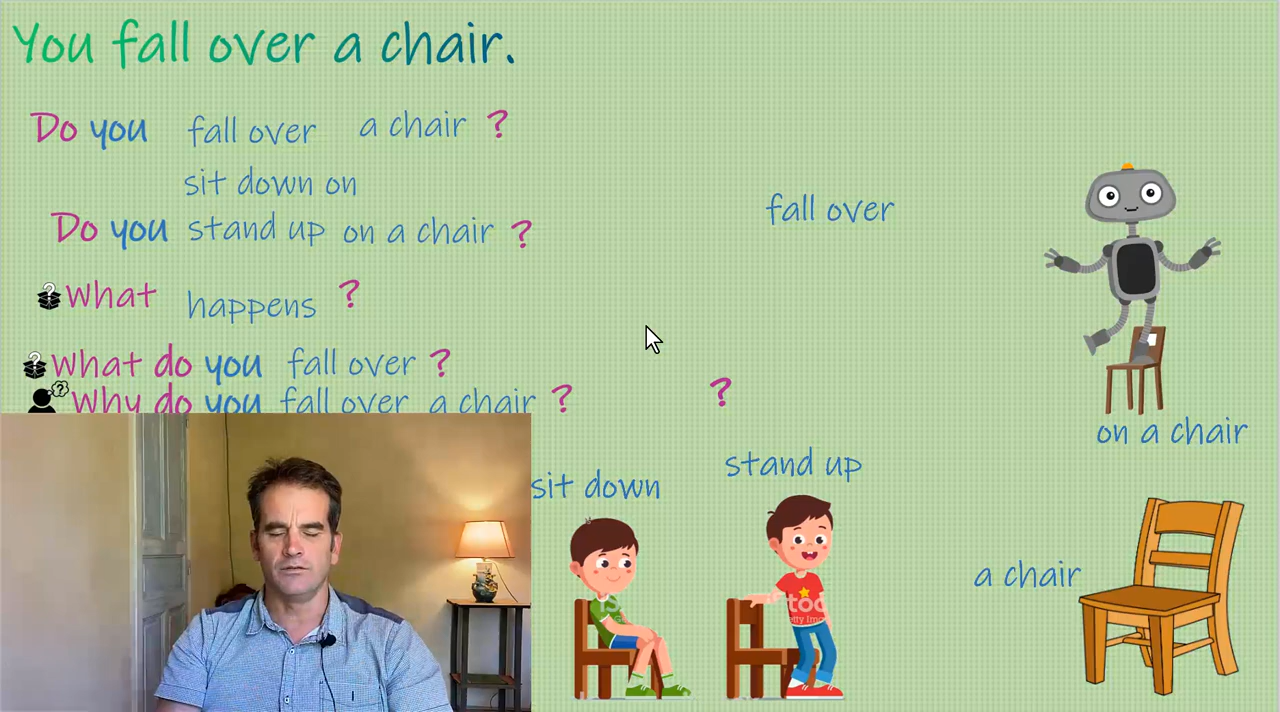 You fall over a chair.
Do you fall over a chair ?
sit down on
Do you stand up on a chair ?
fall over
What happens ?
What do you fall over ?
Why do you fall over a chair ?
?
on a chair
stand up
sit down
a chair